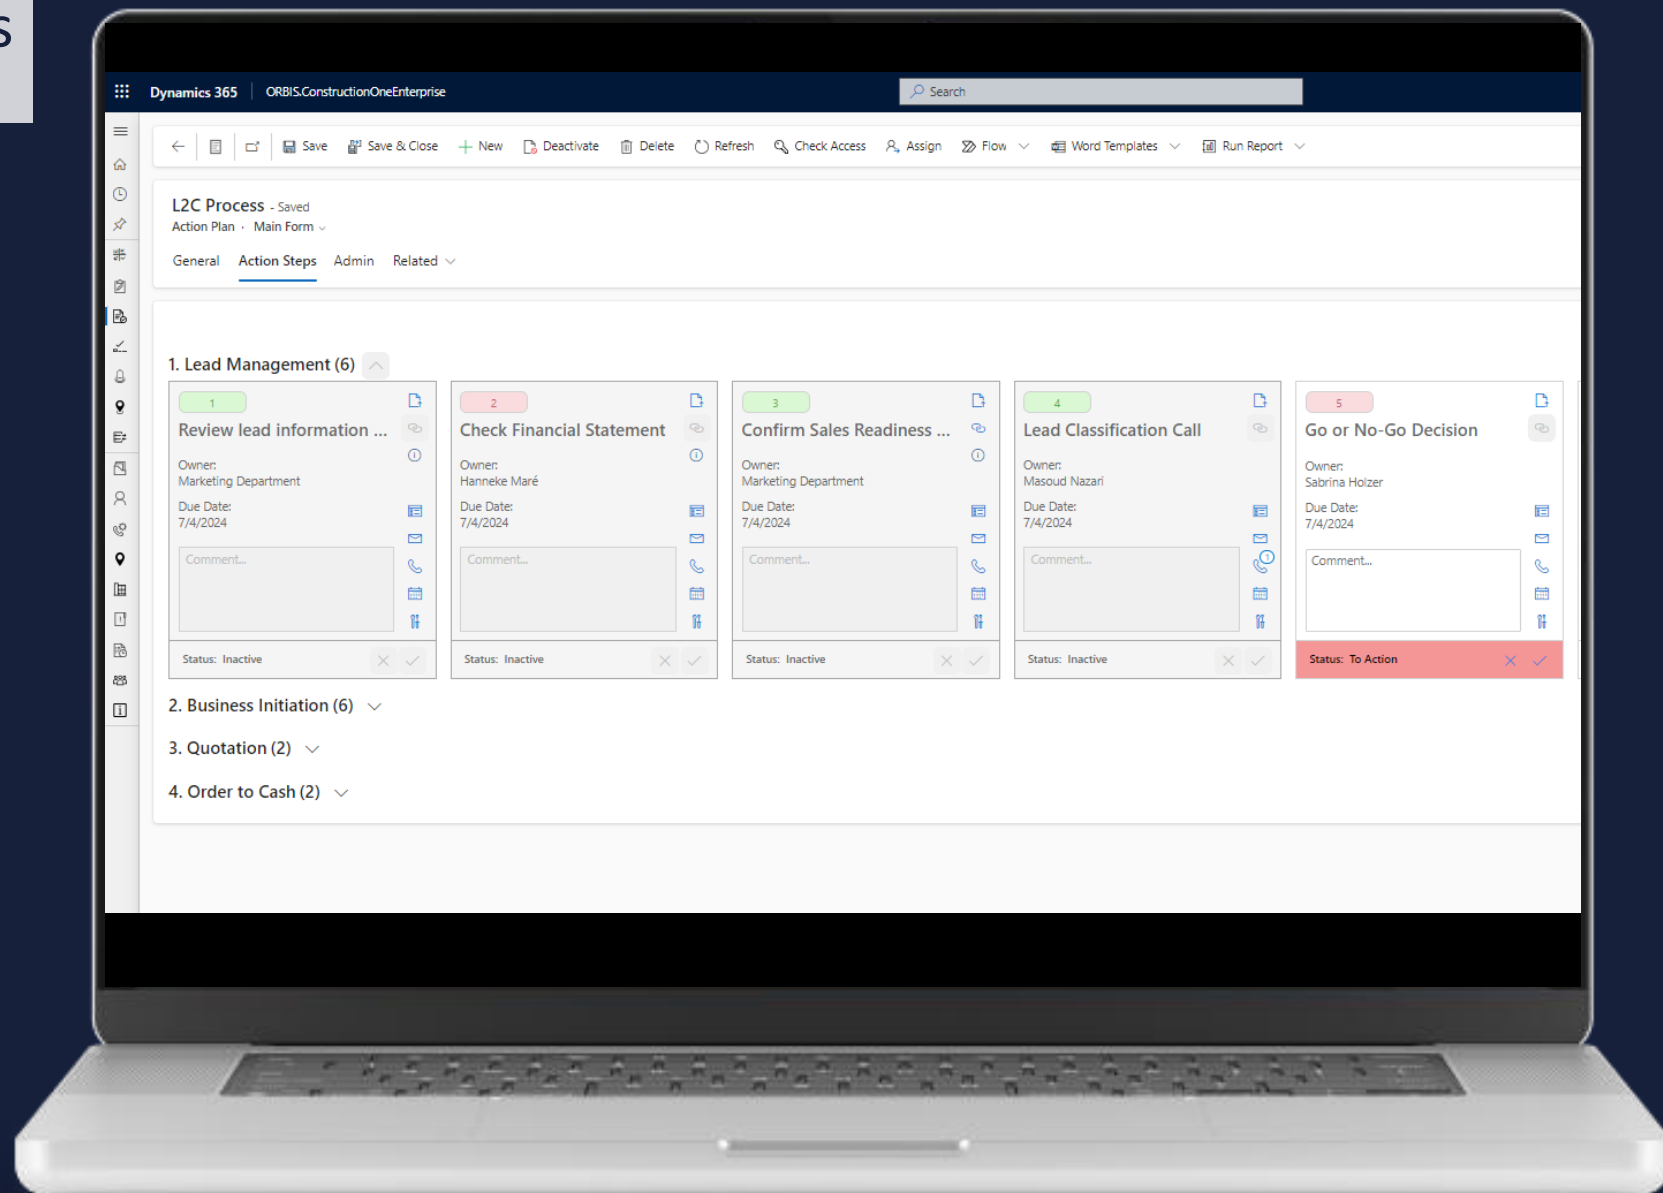 s
Dynamics 365 ORBIS.ConstructionOneEnterprise Search
Save Save & Close New Deactivate Delete Refresh Check Access Assign Flow Word Templates Run Report
L2C Process - Saved
Action Plan · Main Form
General Action Steps Admin Related
1. Lead Management (6)
1
Review lead information ...
Owner:
Marketing Department
Due Date:
7/4/2024
Comment...
Status: Inactive
2
Check Financial Statement
Owner:
Hanneke Maré
Due Date:
7/4/2024
Comment...
Status: Inactive
3
Confirm Sales Readiness ...
Owner:
Marketing Department
Due Date:
7/4/2024
Comment...
Status: Inactive
4
Lead Classification Call
Owner:
Masoud Nazari
Due Date:
7/4/2024
Comment...
1
Status: Inactive
5
Go or No-Go Decision
Owner:
Sabrina Holzer
Due Date:
7/4/2024
Comment...
Status: To Action
2. Business Initiation (6)
3. Quotation (2)
4. Order to Cash (2)